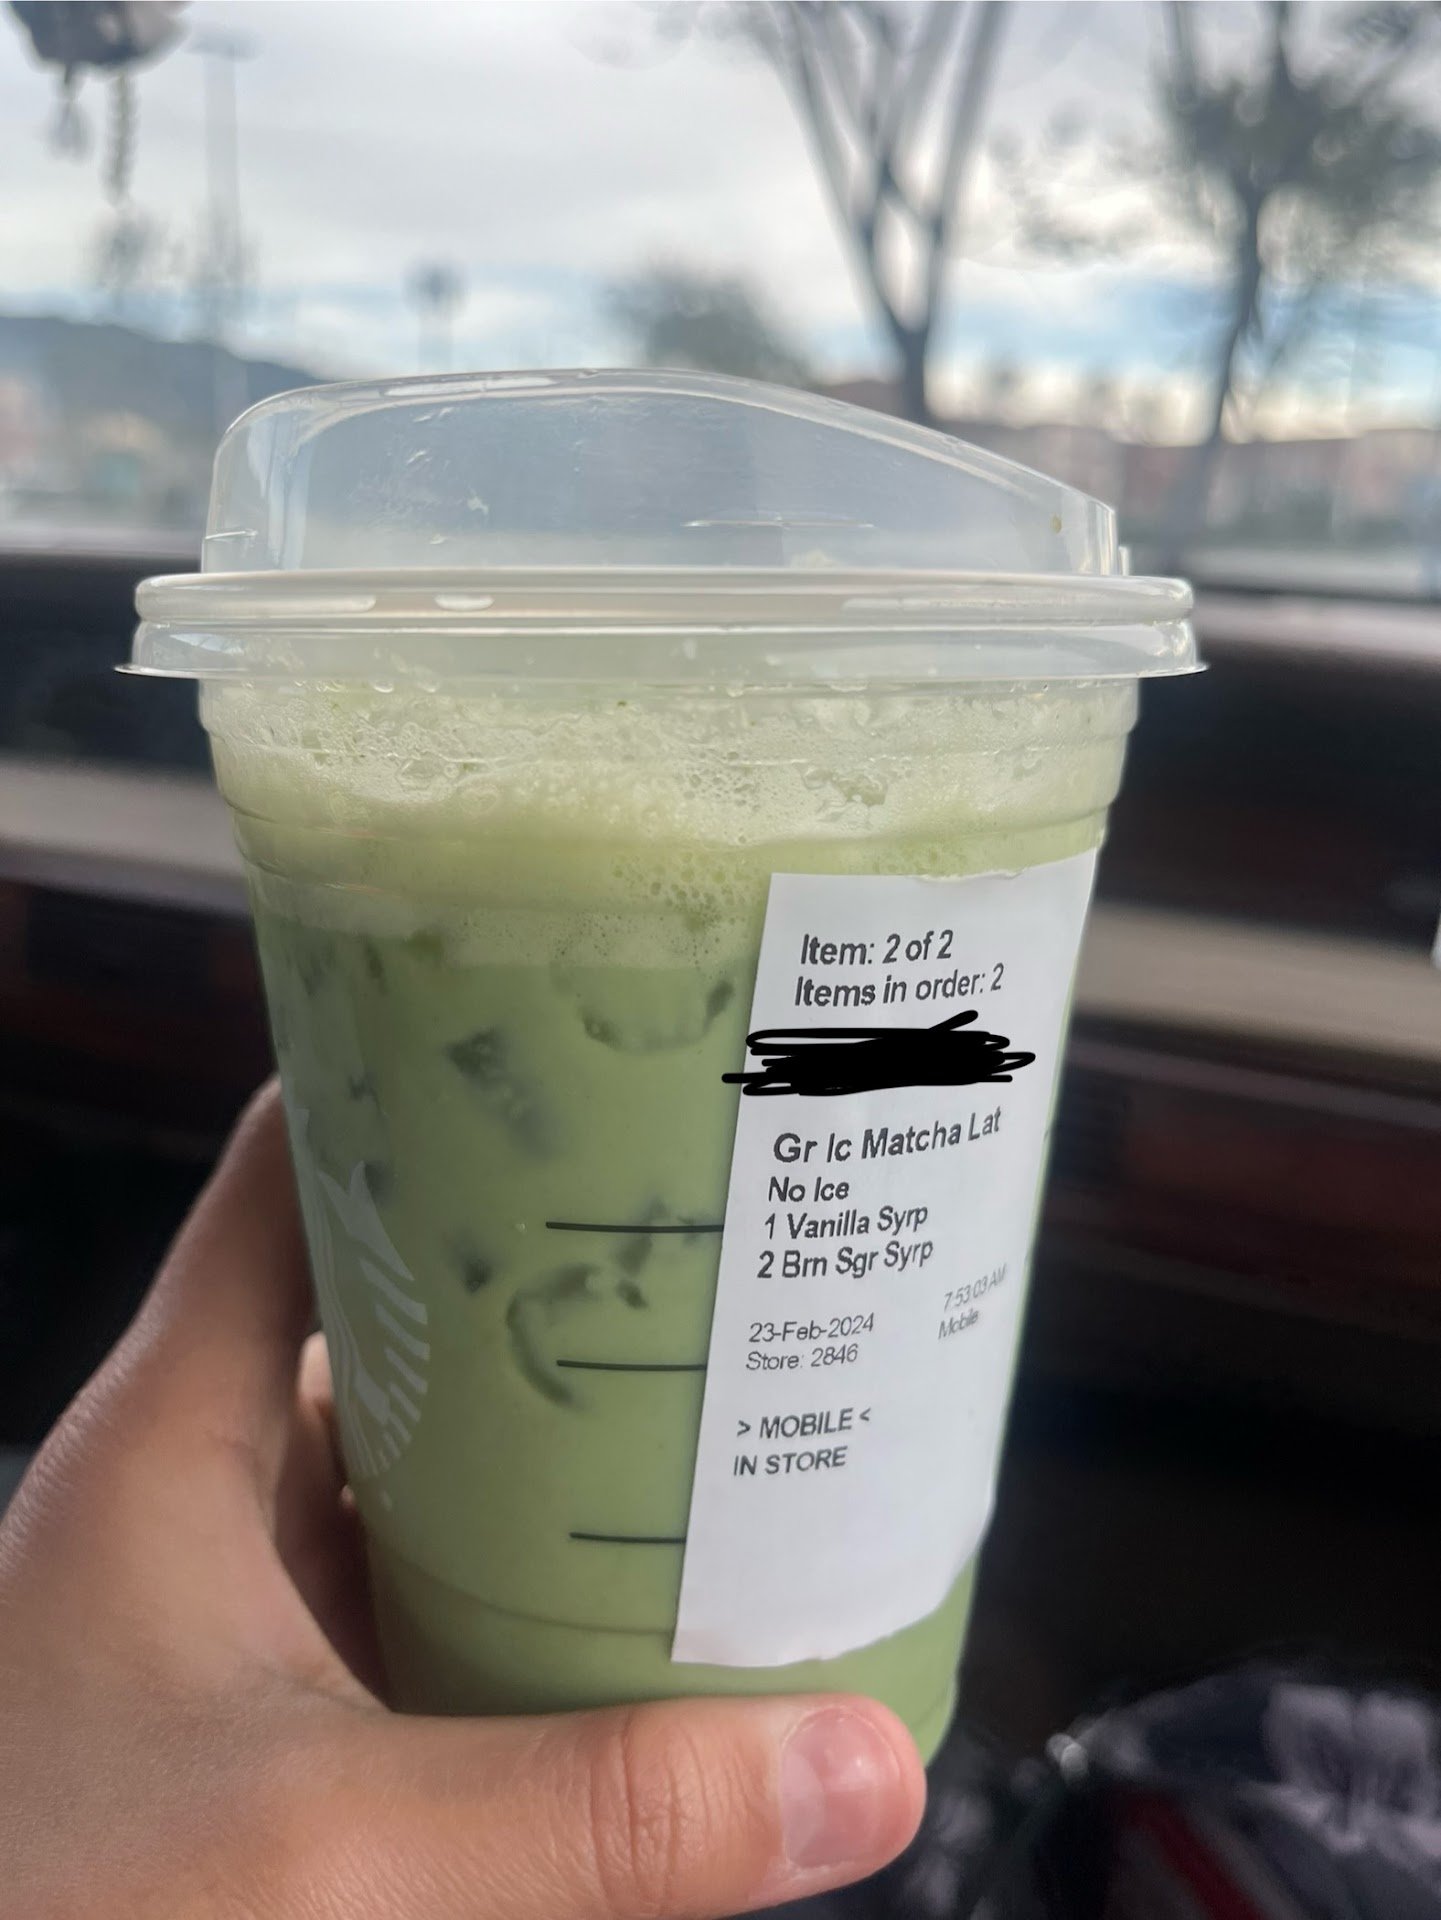 Item: 2 of 2
Items in order: 2
Gr Ic Matcha Lat
No Ice
1 Vanilla Syrp
2 Brn Sgr Syrp
7:53:03 AM
23-Feb-2024
Mobile
Store: 2846
> MOBILE <
IN STORE